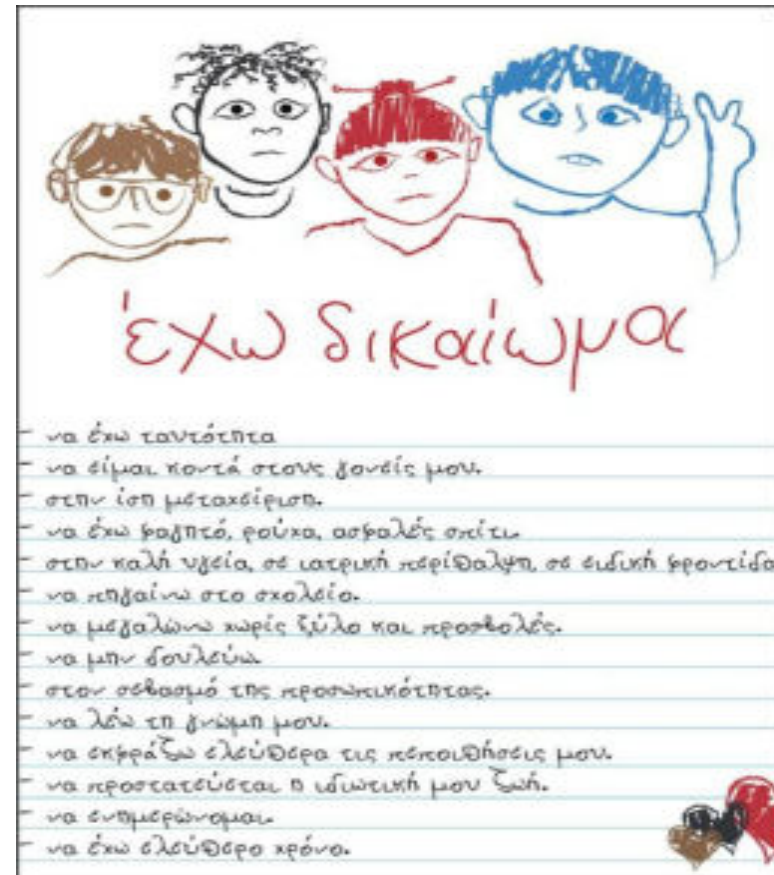 έχω δικαίωμα
- να έχω ταυτότητα
- να είμαι κοντά στους γονείς μου.
- στην ίση μεταχείριση.
- να έχω φαγητό, ρούχα, ασφαλές σπίτι.
- στην καλή υγεία, σε ιατρική περίθαλψη, σε ειδική φροντίδα
- να πηγαίνω στο σχολείο.
- να μεγαλώνω χωρίς ξύλο και προσβολές.
- να μην δουλεύω.
- στον σεβασμό της προσωπικότητας.
- να λέω τη γνώμη μου.
- να εκφράζω ελεύθερα τις πεποιθήσεις μου.
- να προστατεύεται η ιδιωτική μου ζωή.
- να ενημερώνομαι.
- να έχω ελεύθερο χρόνο.